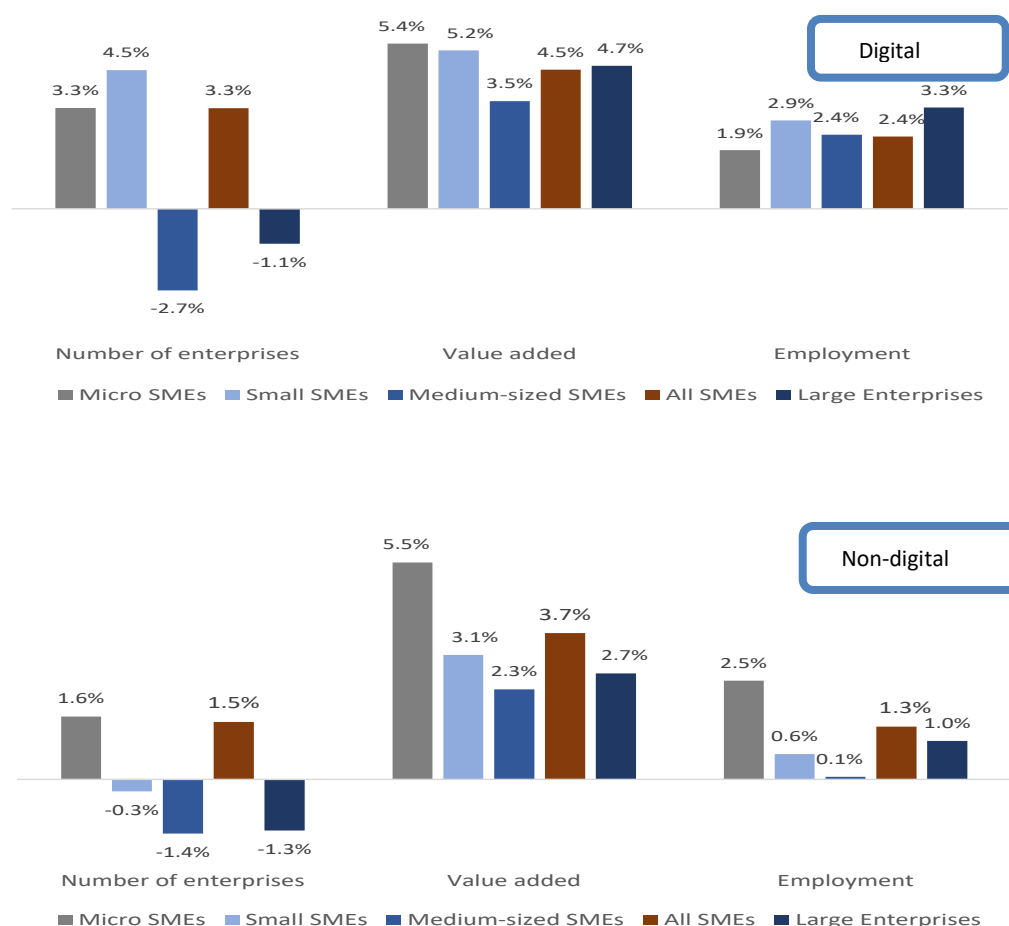 Digital
5.4%
5.2%
4.7%
4.5%
4.5%
3.5%
3.3%
3.3%
3.3%
2.9%
2.4%
2.4%
1.9%
-1.1%
-2.7%
Number of enterprises
Value added
Employment
Micro SMEs
Small SMEs
Medium-sized SMEs
All SMEs
Large Enterprises
Non-digital
5.5%
3.7%
3.1%
2.7%
2.3%
2.5%
1.6%
1.5%
1.3%
1.0%
0.6%
0.1%
-0.3%
-1.4%
-1.3%
Number of enterprises
Value added
Employment
Micro SMEs
Small SMEs
Medium-sized SMEs
All SMEs
Large Enterprises